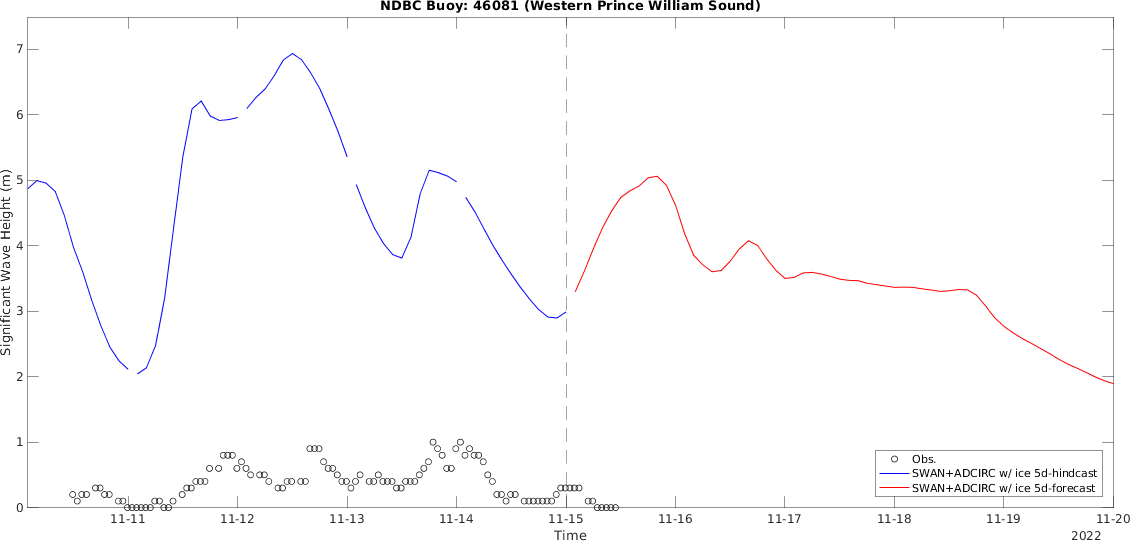 NDBC Buoy: 46081 (Western Prince William Sound)
7
6
5
4
3
2
1
0
Significant Wave Height (m)
Obs.
SWAN+ADCIRC w/ ice 5d-hindcast
SWAN+ADCIRC w/ ice 5d-forecast
11-11 11-12 11-13 11-14 11-15 11-16 11-17 11-18 11-19 11-20
Time
2022